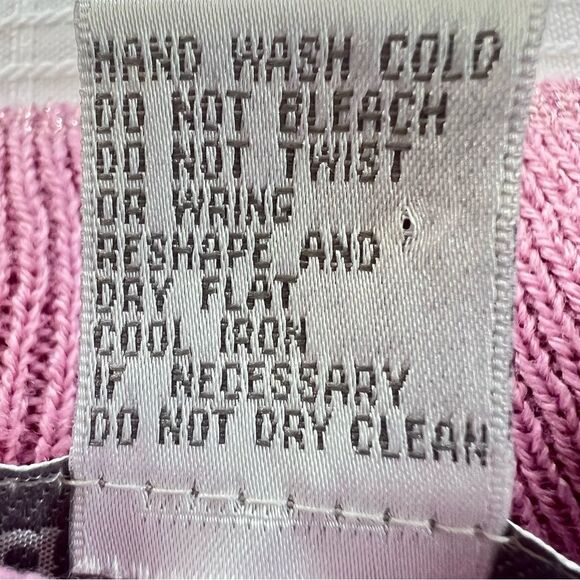 HAND WASH COLD
DO NOT BLEACH
DO NOT TWIST
OR WRING
RESHAPE AND
DRY FLAT
COOL IRON
IF NECESSARY
DO NOT DRY CLEAN